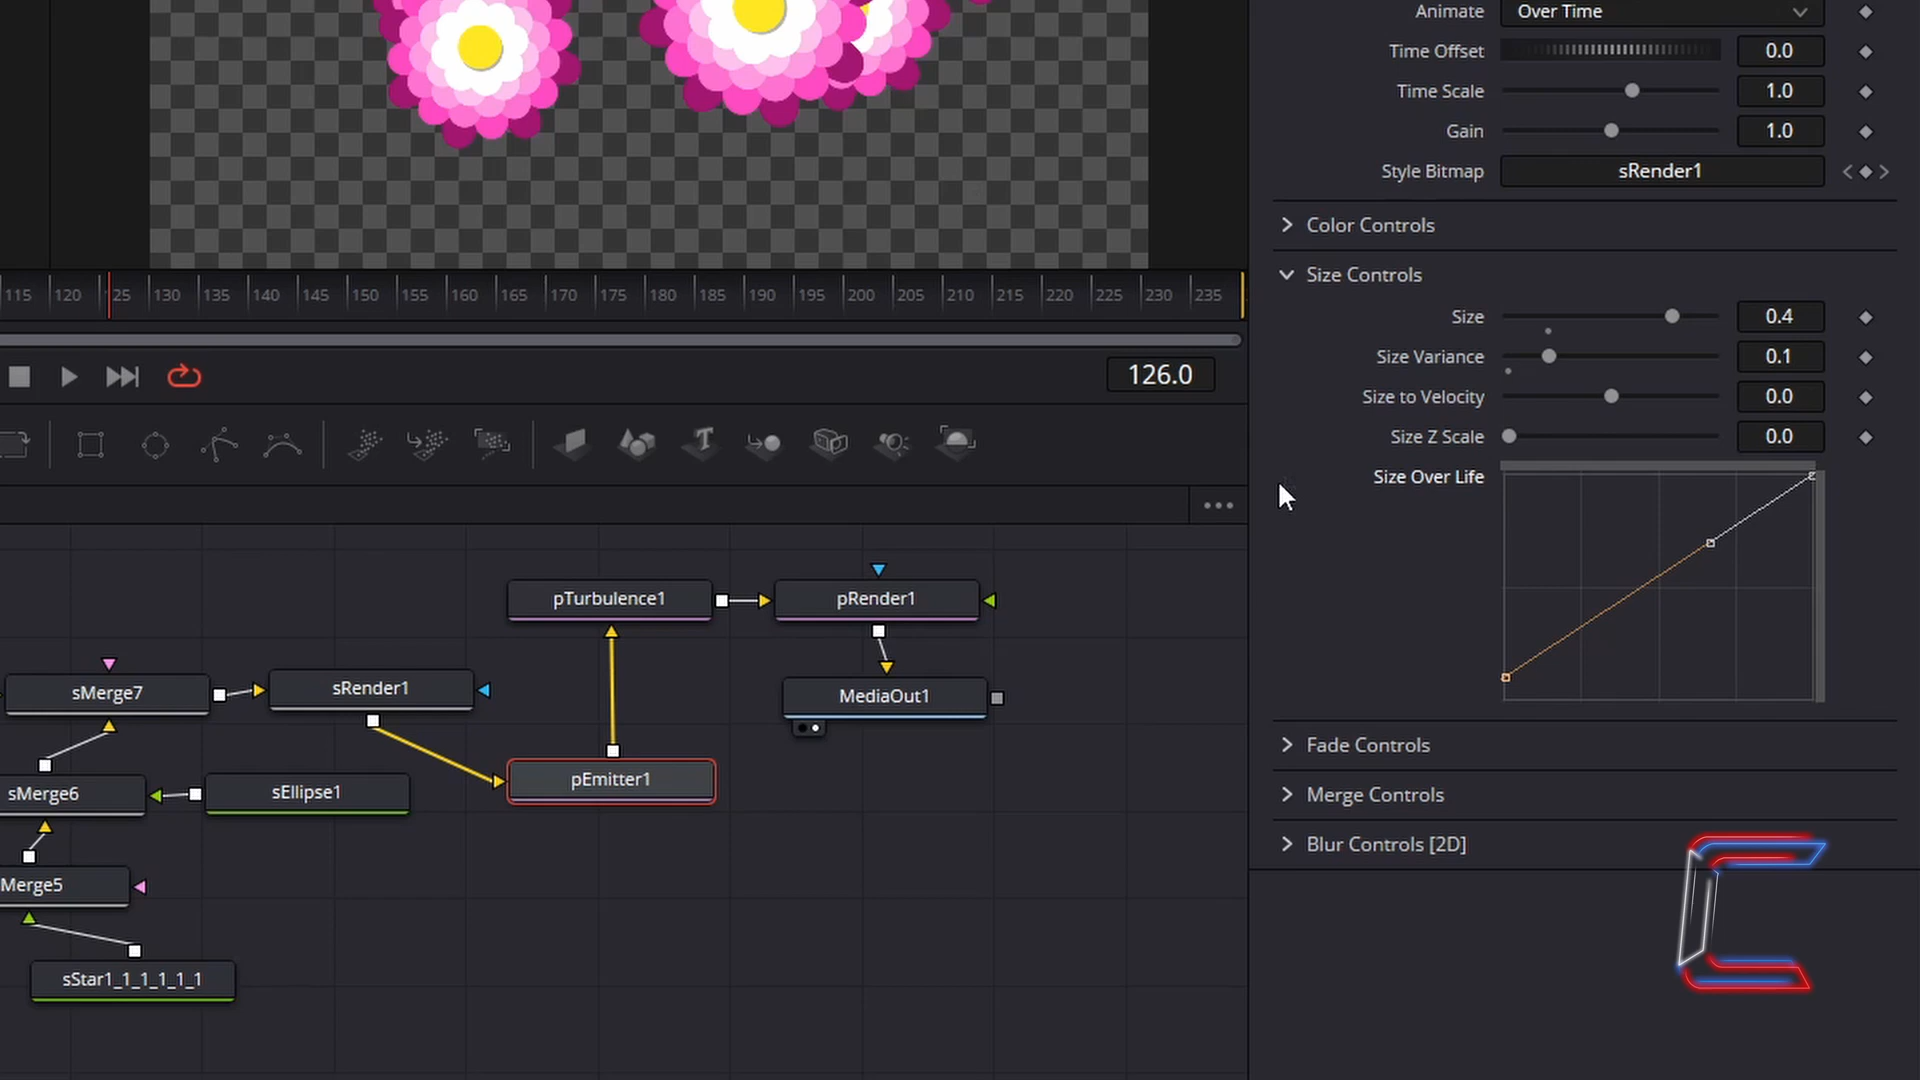 Animate Over Time
Time Offset 0.0
Time Scale 1.0
Gain 1.0
Style Bitmap sRender1
Color Controls
Size Controls
Size 0.4
Size Variance 0.1
Size to Velocity 0.0
Size Z Scale 0.0
Size Over Life
Fade Controls
Merge Controls
Blur Controls [2D]
115 120 25 130 135 140 145 150 155 160 165 170 175 180 185 190 195 200 205 210 215 220 225 230 235
126.0
pTurbulence1
pRender1
sMerge7
sRender1
MediaOut1
sMerge6
sEllipse1
pEmitter1
Merge5
sStar1_1_1_1_1_1